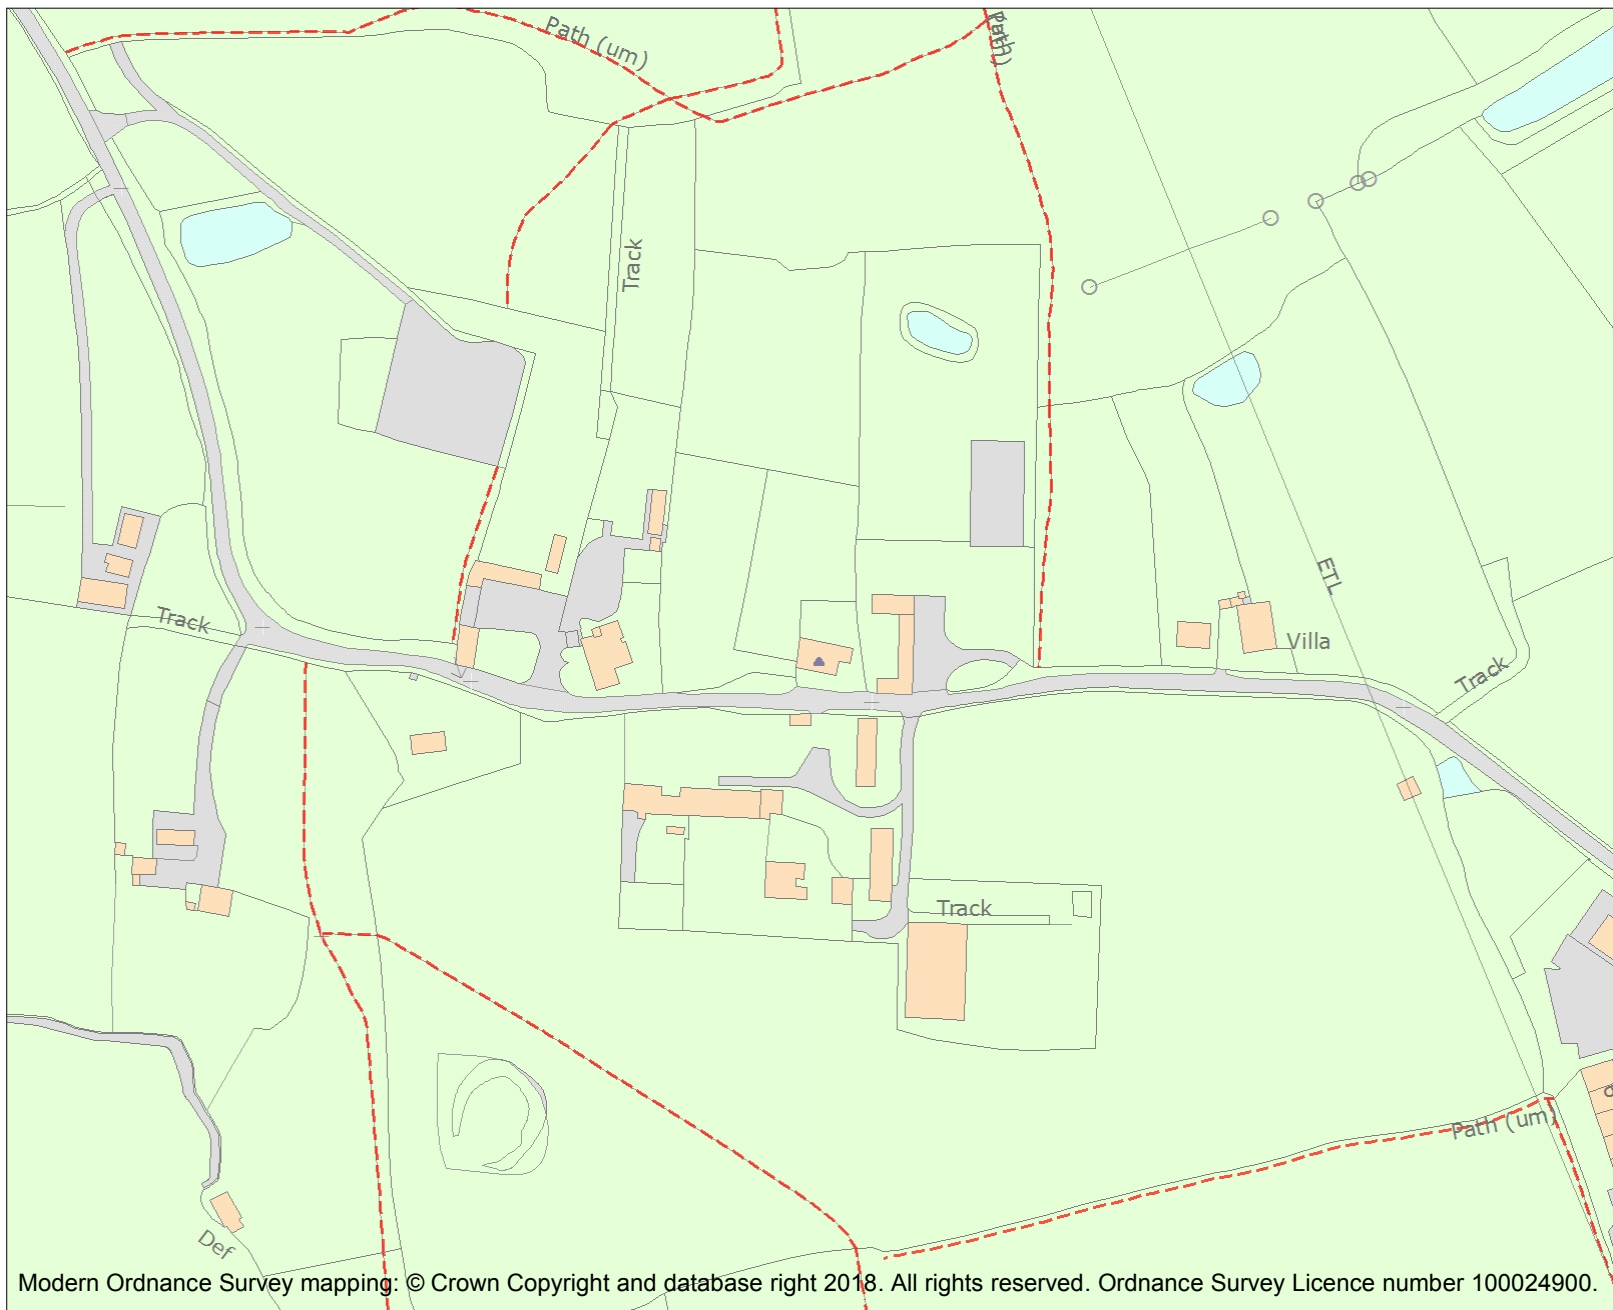 Path (um)
Path
Track
ETL
Track
Villa
Track
Track
Path (um)
Def
Modern Ordnance Survey mapping: © Crown Copyright and database right 2018. All rights reserved. Ordnance Survey Licence number 100024900.